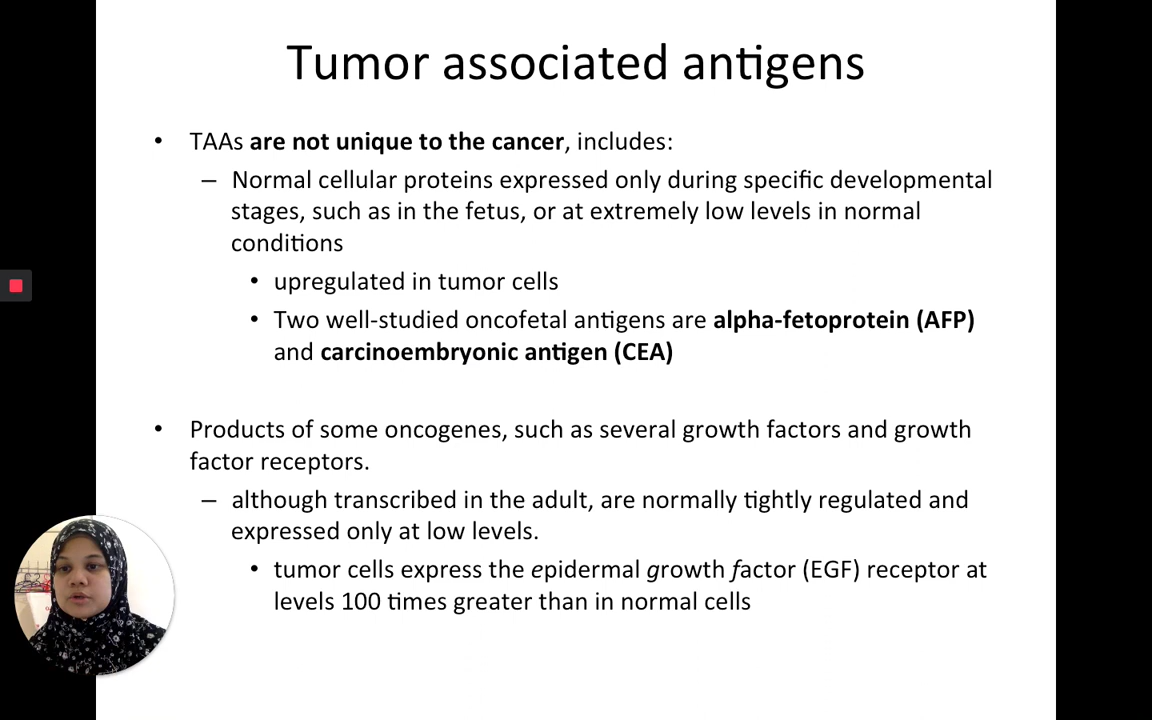 Tumor associated antigens
• TAAs are not unique to the cancer, includes:
– Normal cellular proteins expressed only during specific developmental
stages, such as in the fetus, or at extremely low levels in normal
conditions
• upregulated in tumor cells
• Two well-studied oncofetal antigens are alpha-fetoprotein (AFP)
and carcinoembryonic antigen (CEA)
• Products of some oncogenes, such as several growth factors and growth
factor receptors.
– although transcribed in the adult, are normally tightly regulated and
expressed only at low levels.
• tumor cells express the epidermal growth factor (EGF) receptor at
levels 100 times greater than in normal cells